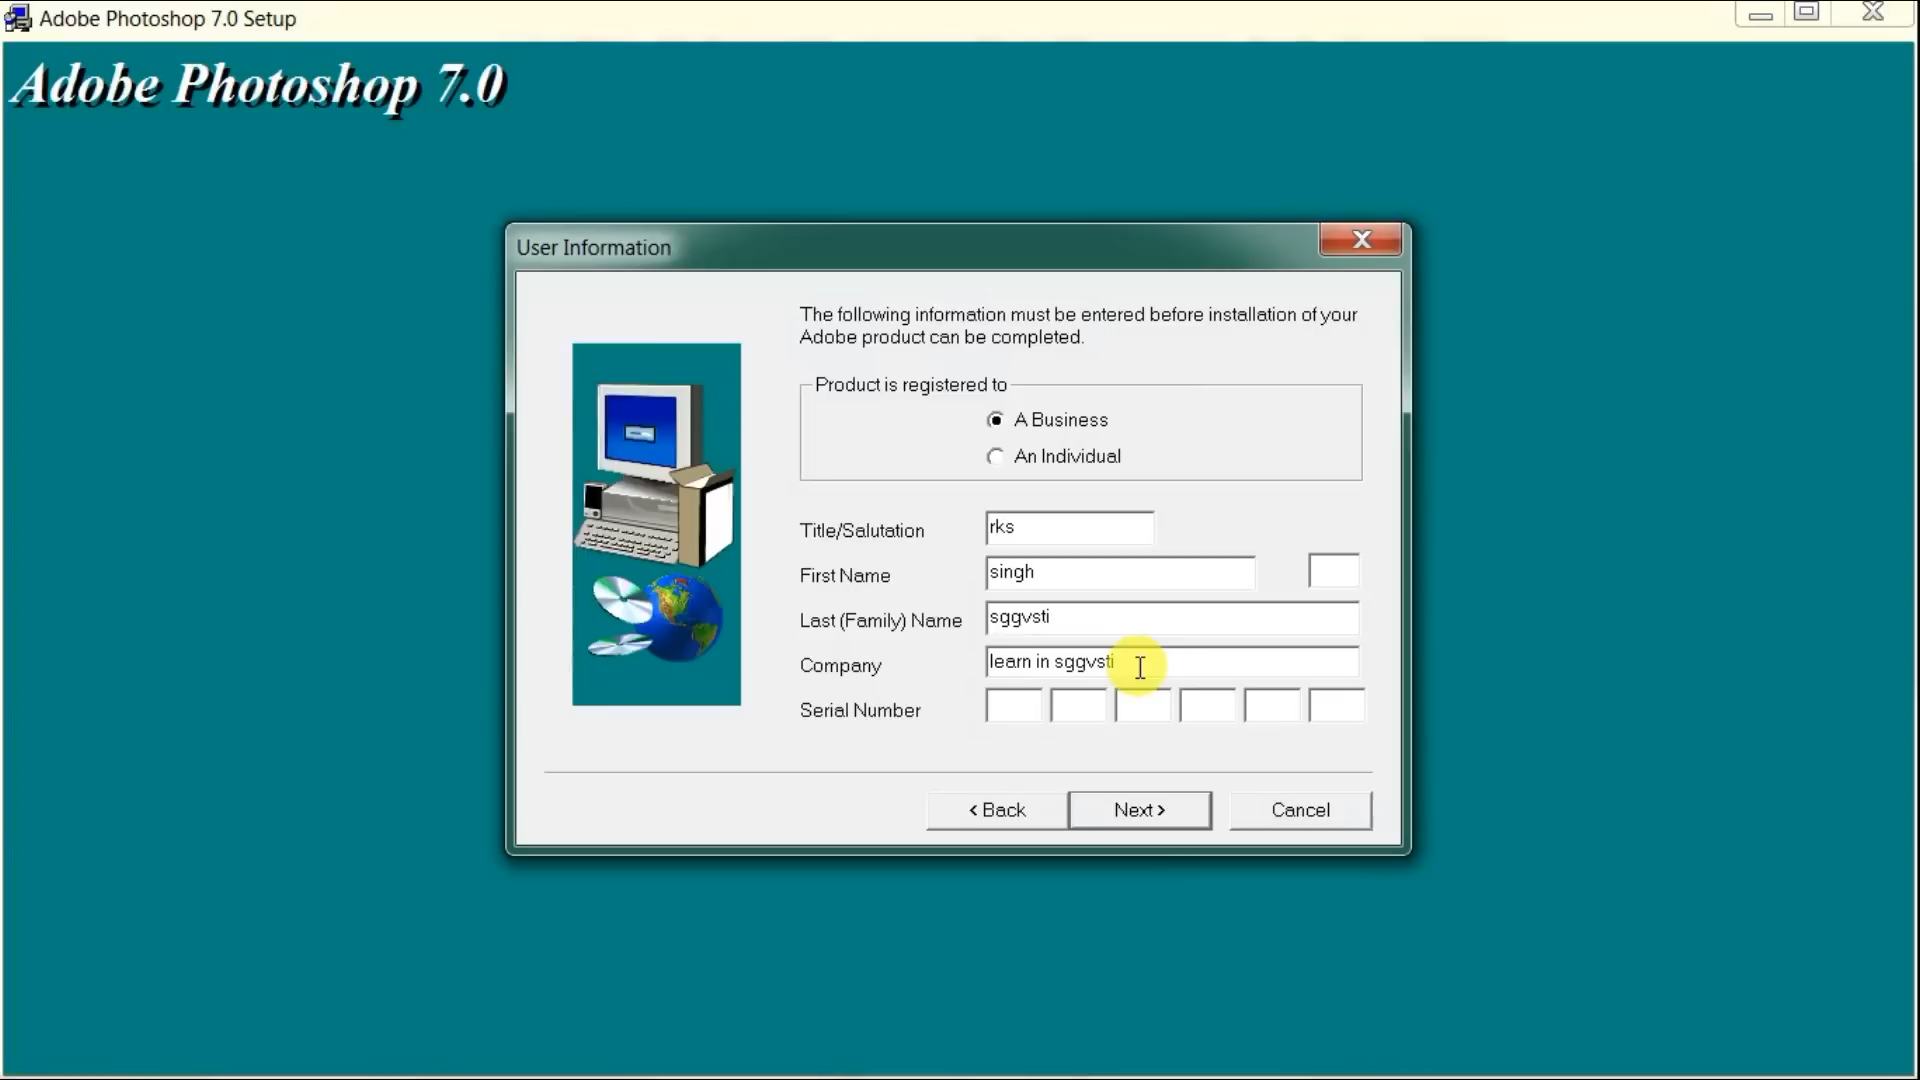 Adobe Photoshop 7.0 Setup
Adobe Photoshop 7.0
User Information
The following information must be entered before installation of your
Adobe product can be completed.
Product is registered to
A Business
An Individual
Title/Salutation rks
First Name singh
Last (Family) Name sggvsti
Company learn in sggvsti
Serial Number
< Back Next > Cancel